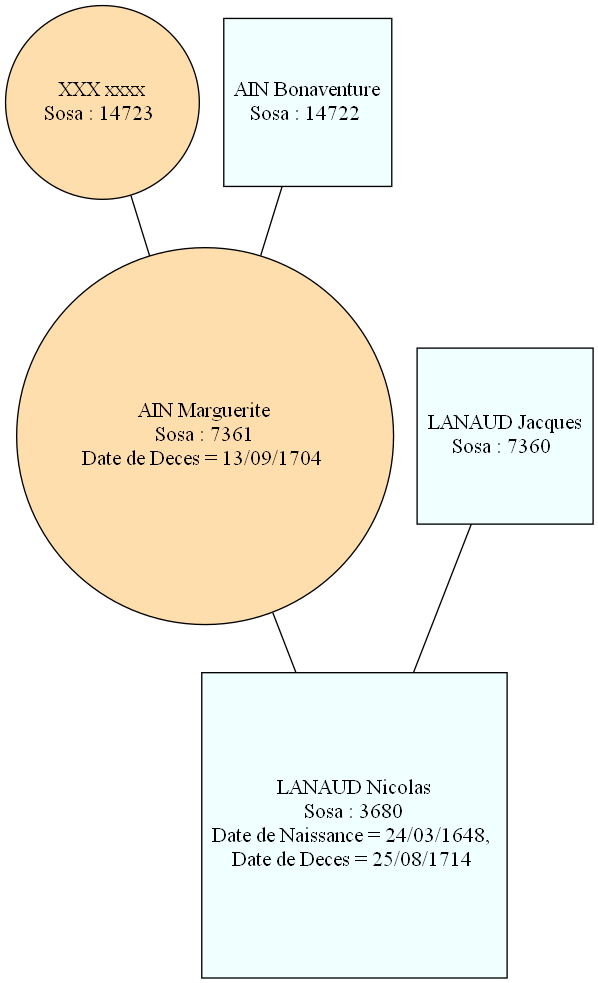 XXX xxxx
Sosa : 14723
AIN Bonaventure
Sosa : 14722
AIN Marguerite
Sosa : 7361
Date de Deces = 13/09/1704
LANAUD Jacques
Sosa : 7360
LANAUD Nicolas
Sosa : 3680
Date de Naissance = 24/03/1648,
Date de Deces = 25/08/1714